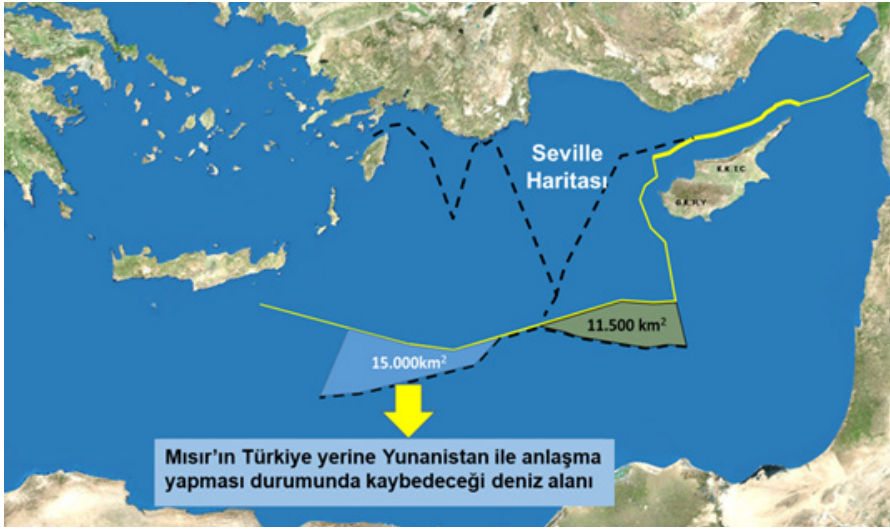 Seville
Haritası
K.K.T.C
G.K.R.Y
11.500 km²
15.000km²
Mısır'ın Türkiye yerine Yunanistan ile anlaşma
yapması durumunda kaybedeceği deniz alanı